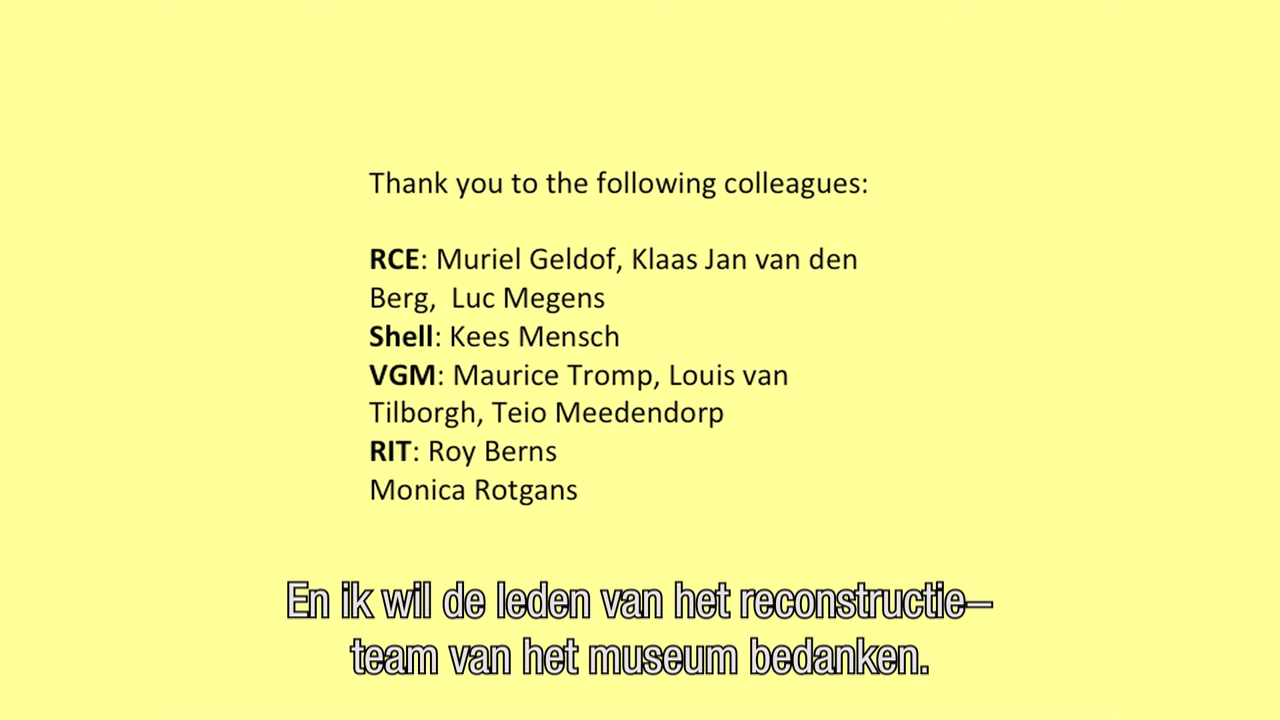 Thank you to the following colleagues:
RCE: Muriel Geldof, Klaas Jan van den
Berg,  Luc Megens
Shell: Kees Mensch
VGM: Maurice Tromp, Louis van
Tilborgh, Teio Meedendorp
RIT: Roy Berns
Monica Rotgans
En ik wil de leden van het reconstructie–
team van het museum bedanken.